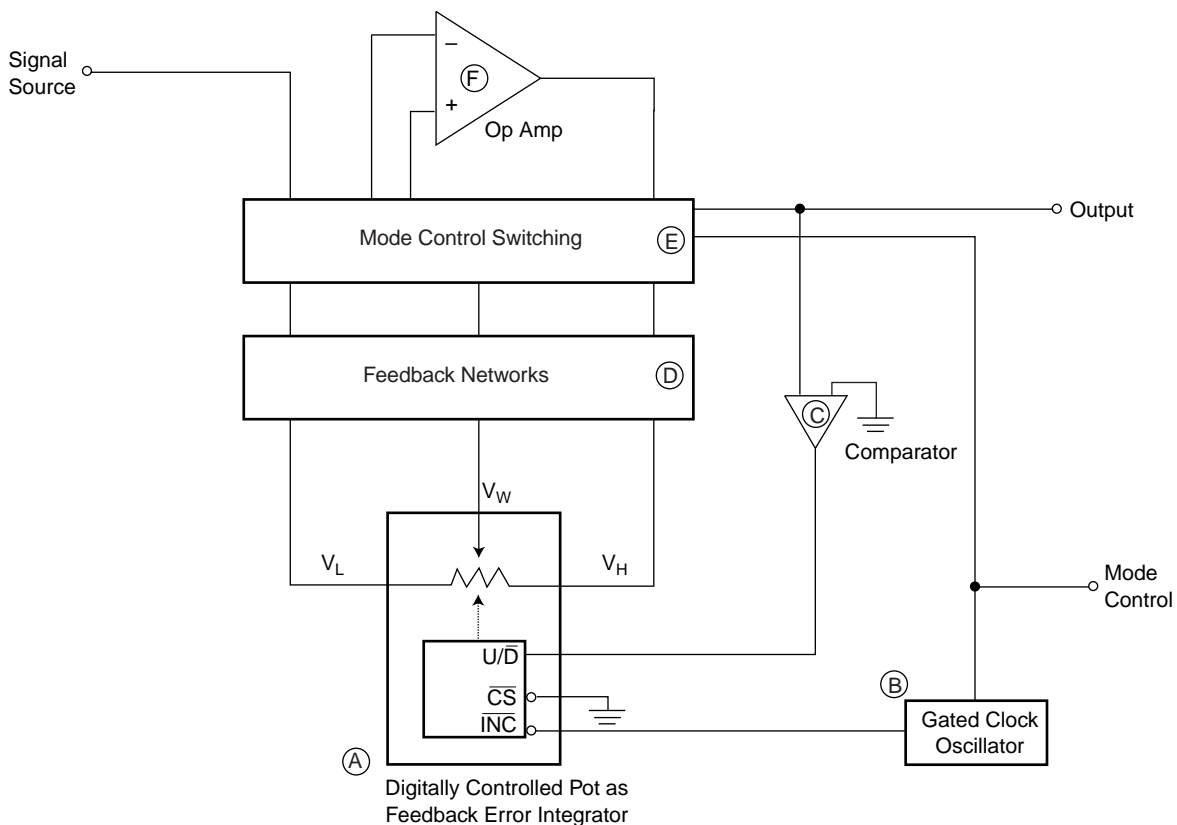 Signal
Source
–
F
+
Op Amp
Mode Control Switching
E
Output
Feedback Networks
D
C
Comparator
V_W
V_L
V_H
Mode
Control
U/D̅
C̅S̅
I̅N̅C̅
B
Gated Clock
Oscillator
A
Digitally Controlled Pot as
Feedback Error Integrator